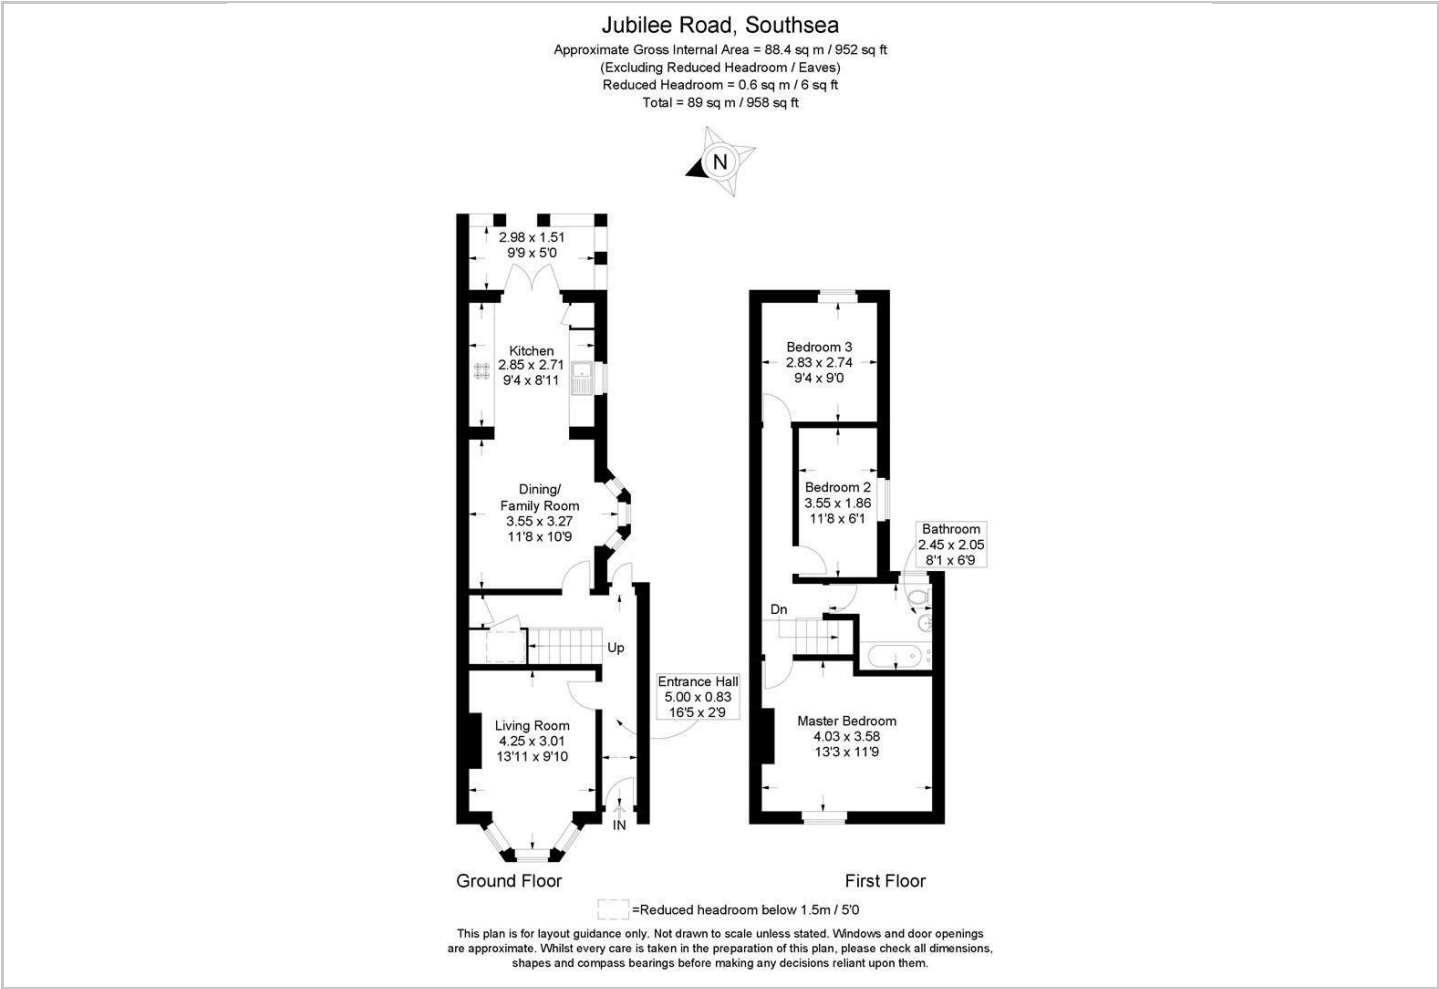 Jubilee Road, Southsea
Approximate Gross Internal Area = 88.4 sq m / 952 sq ft
(Excluding Reduced Headroom / Eaves)
Reduced Headroom = 0.6 sq m / 6 sq ft
Total = 89 sq m / 958 sq ft
N
2.98 x 1.51
9'9 x 5'0
Kitchen
2.85 x 2.71
9'4 x 8'11
Dining/
Family Room
3.55 x 3.27
11'8 x 10'9
Up
Entrance Hall
5.00 x 0.83
16'5 x 2'9
Living Room
4.25 x 3.01
13'11 x 9'10
IN
Ground Floor
Bedroom 3
2.83 x 2.74
9'4 x 9'0
Bedroom 2
3.55 x 1.86
11'8 x 6'1
Bathroom
2.45 x 2.05
8'1 x 6'9
Dn
Master Bedroom
4.03 x 3.58
13'3 x 11'9
First Floor
=Reduced headroom below 1.5m / 5'0
This plan is for layout guidance only. Not drawn to scale unless stated. Windows and door openings
are approximate. Whilst every care is taken in the preparation of this plan, please check all dimensions,
shapes and compass bearings before making any decisions reliant upon them.